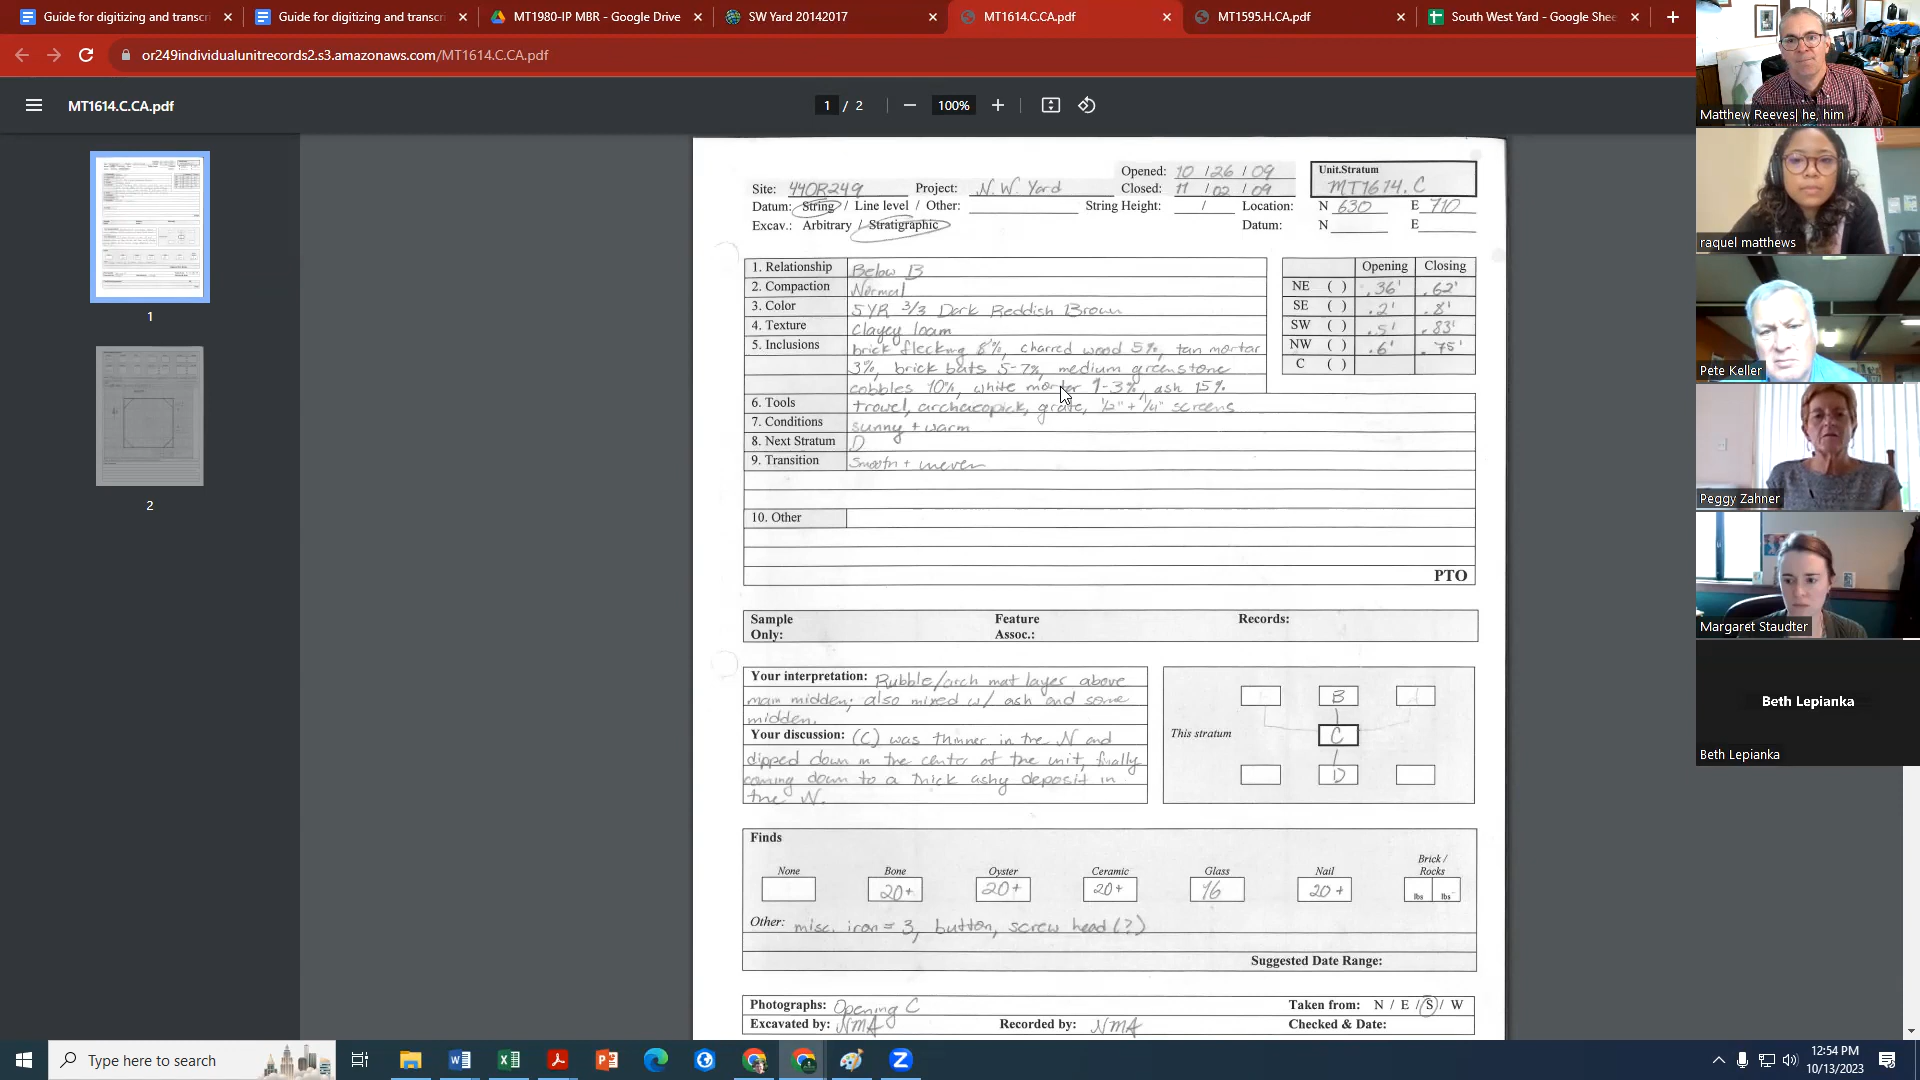 Guide for digitizing and transcri
Guide for digitizing and transcri
MT1980-IP MBR - Google Drive
SW Yard 20142017
MT1614.C.CA.pdf
MT1595.H.CA.pdf
South West Yard - Google Shee
or249individualunitrecords2.s3.amazonaws.com/MT1614.C.CA.pdf
MT1614.C.CA.pdf
1 / 2
100%
1
2
Opened: 10 / 26 / 09
Unit.Stratum
Site: 44OR249 Project: N.W. Yard Closed: 11 / 02 / 09 MT1614.C
Datum: String / Line level / Other: String Height: / Location: N 630 E 710
Excav.: Arbitrary / Stratigraphic Datum: N E
1. Relationship Below B
2. Compaction Normal
3. Color 5YR 3/3 Dark Reddish Brown
4. Texture Clayey loam
5. Inclusions brick flecking 8%, charred wood 5%, tan mortar
3%, brick bats 5-7%, medium greenstone
cobbles 10%, white mortar 1-3%, ash 15%
6. Tools trowel, archaeopick, grate, 1/2" + 1/4" screens
7. Conditions sunny + warm
8. Next Stratum D
9. Transition Smooth + uneven
10. Other
PTO
Opening Closing
NE ( ) .36' .62'
SE ( ) .2' .8'
SW ( ) .5' .83'
NW ( ) .6' .75'
C ( )
Sample Feature Records:
Only: Assoc.:
Your interpretation: Rubble/arch mat layer above
main midden; also mixed w/ ash and some
midden.
Your discussion: (C) was thinner in the N and
dipped down in the center of the unit, finally
coming down to a thick ashy deposit in
the N.
B
This stratum C
D
Finds
None Bone Oyster Ceramic Glass Nail Brick / Rocks
20+ 20+ 20+ 16 20+ lbs lbs
Other: misc. iron = 3, button, screw head (?)
Suggested Date Range:
Photographs: Opening C Taken from: N / E / S / W
Excavated by: NMA Recorded by: NMA Checked & Date:
Matthew Reeves| he, him
raquel matthews
Pete Keller
Peggy Zahner
Margaret Staudter
Beth Lepianka
Beth Lepianka
Type here to search
12:54 PM
10/13/2023